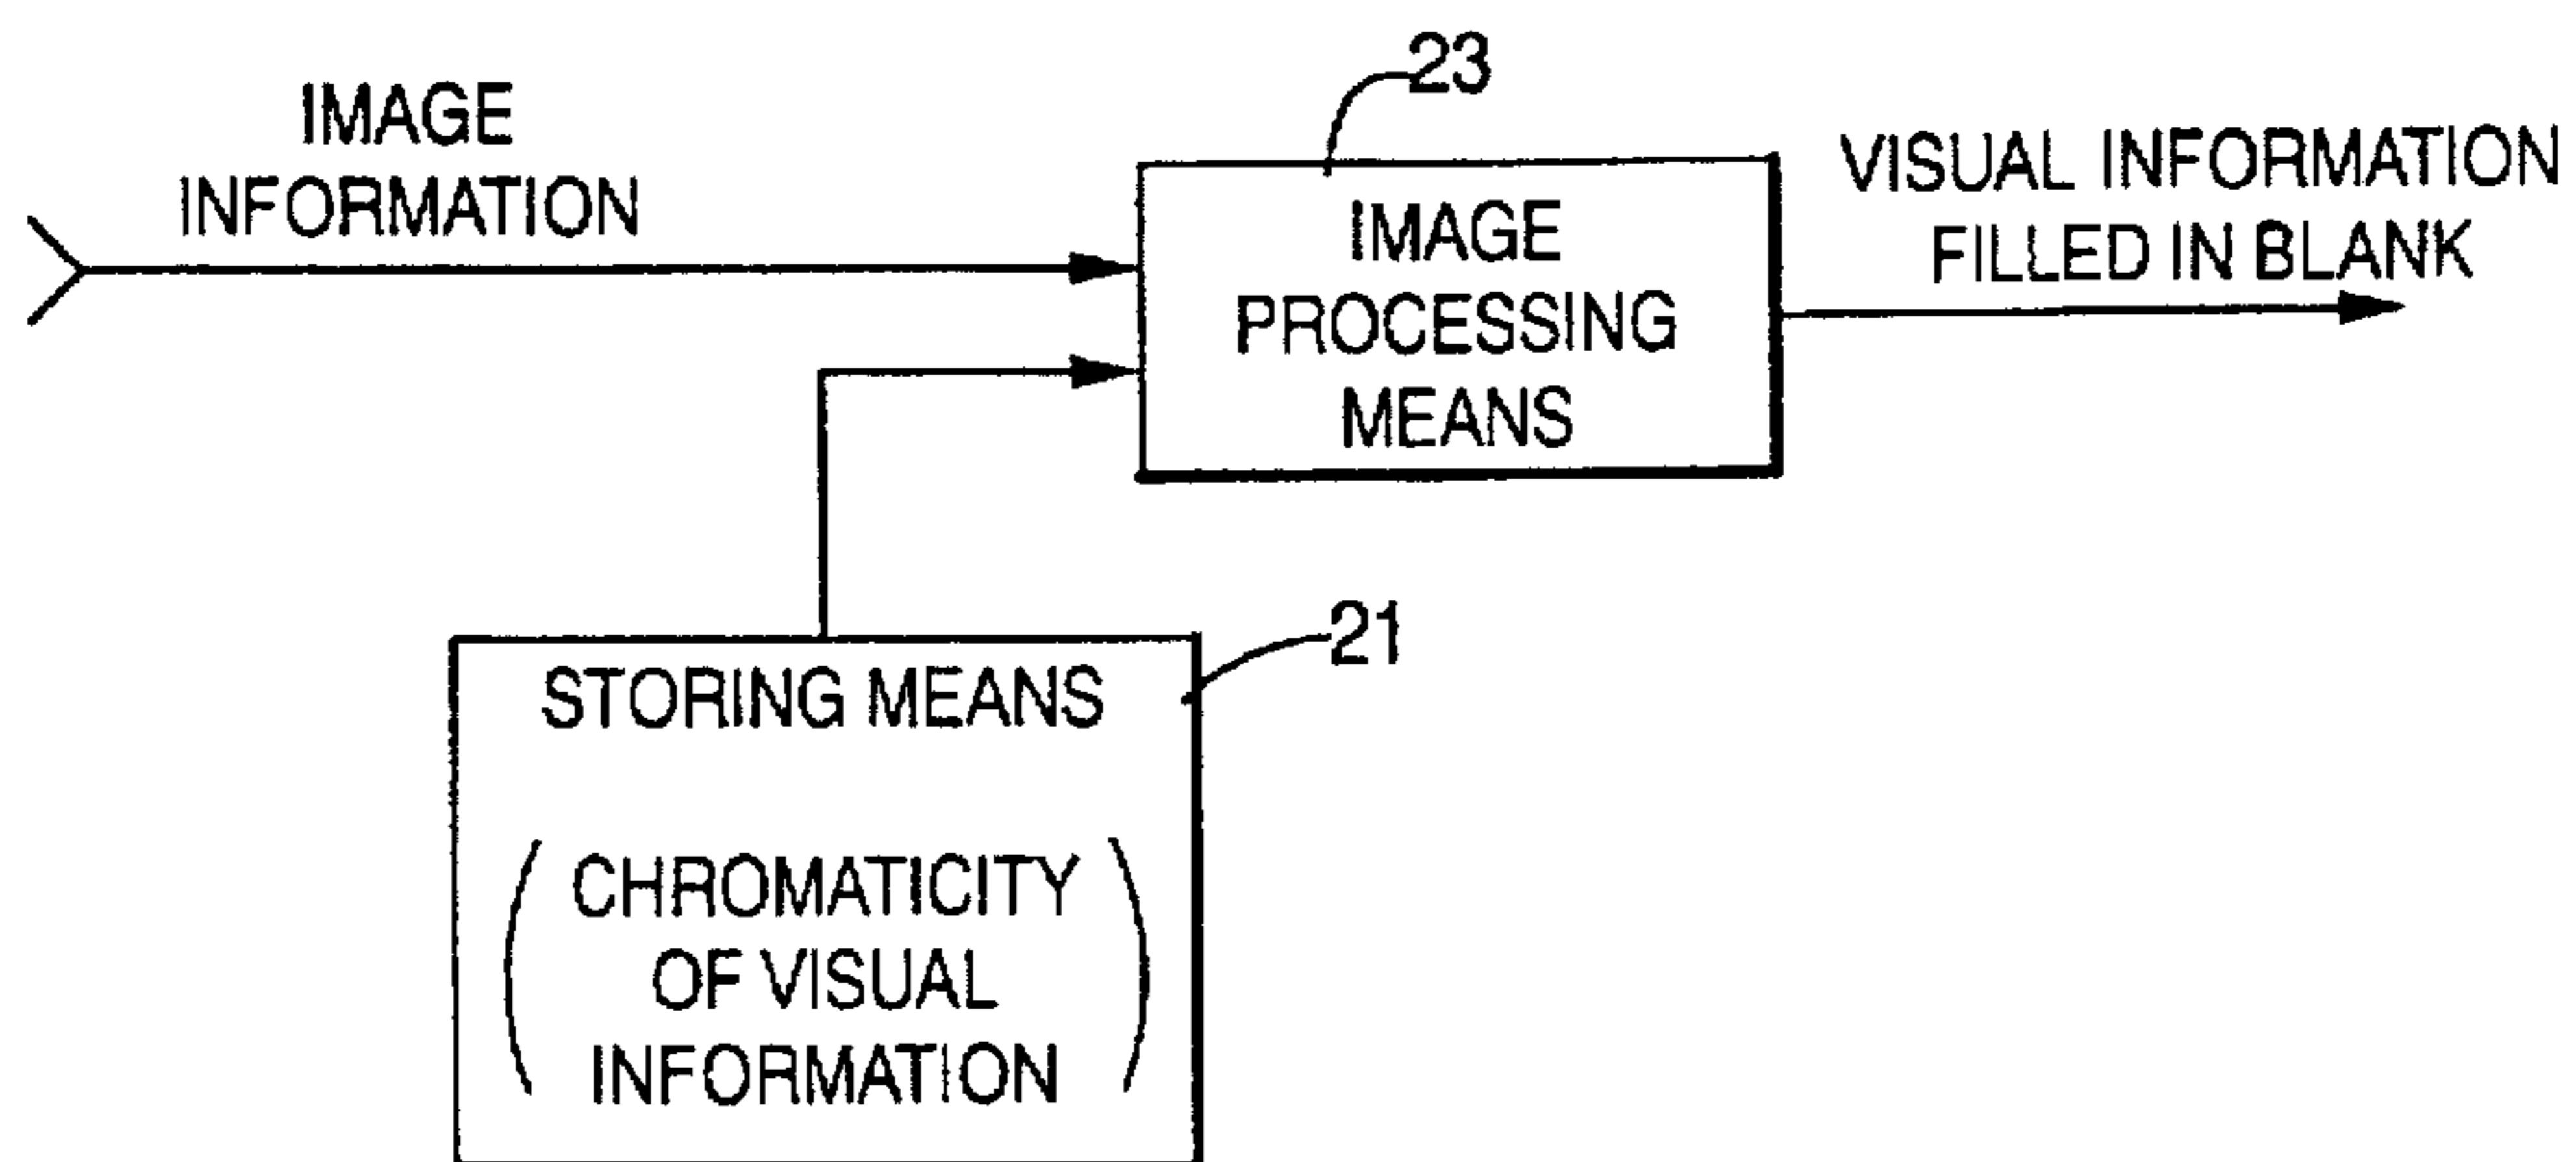 23
IMAGE
INFORMATION
IMAGE
PROCESSING
MEANS
VISUAL INFORMATION
FILLED IN BLANK
21
STORING MEANS
CHROMATICITY
OF VISUAL
INFORMATION